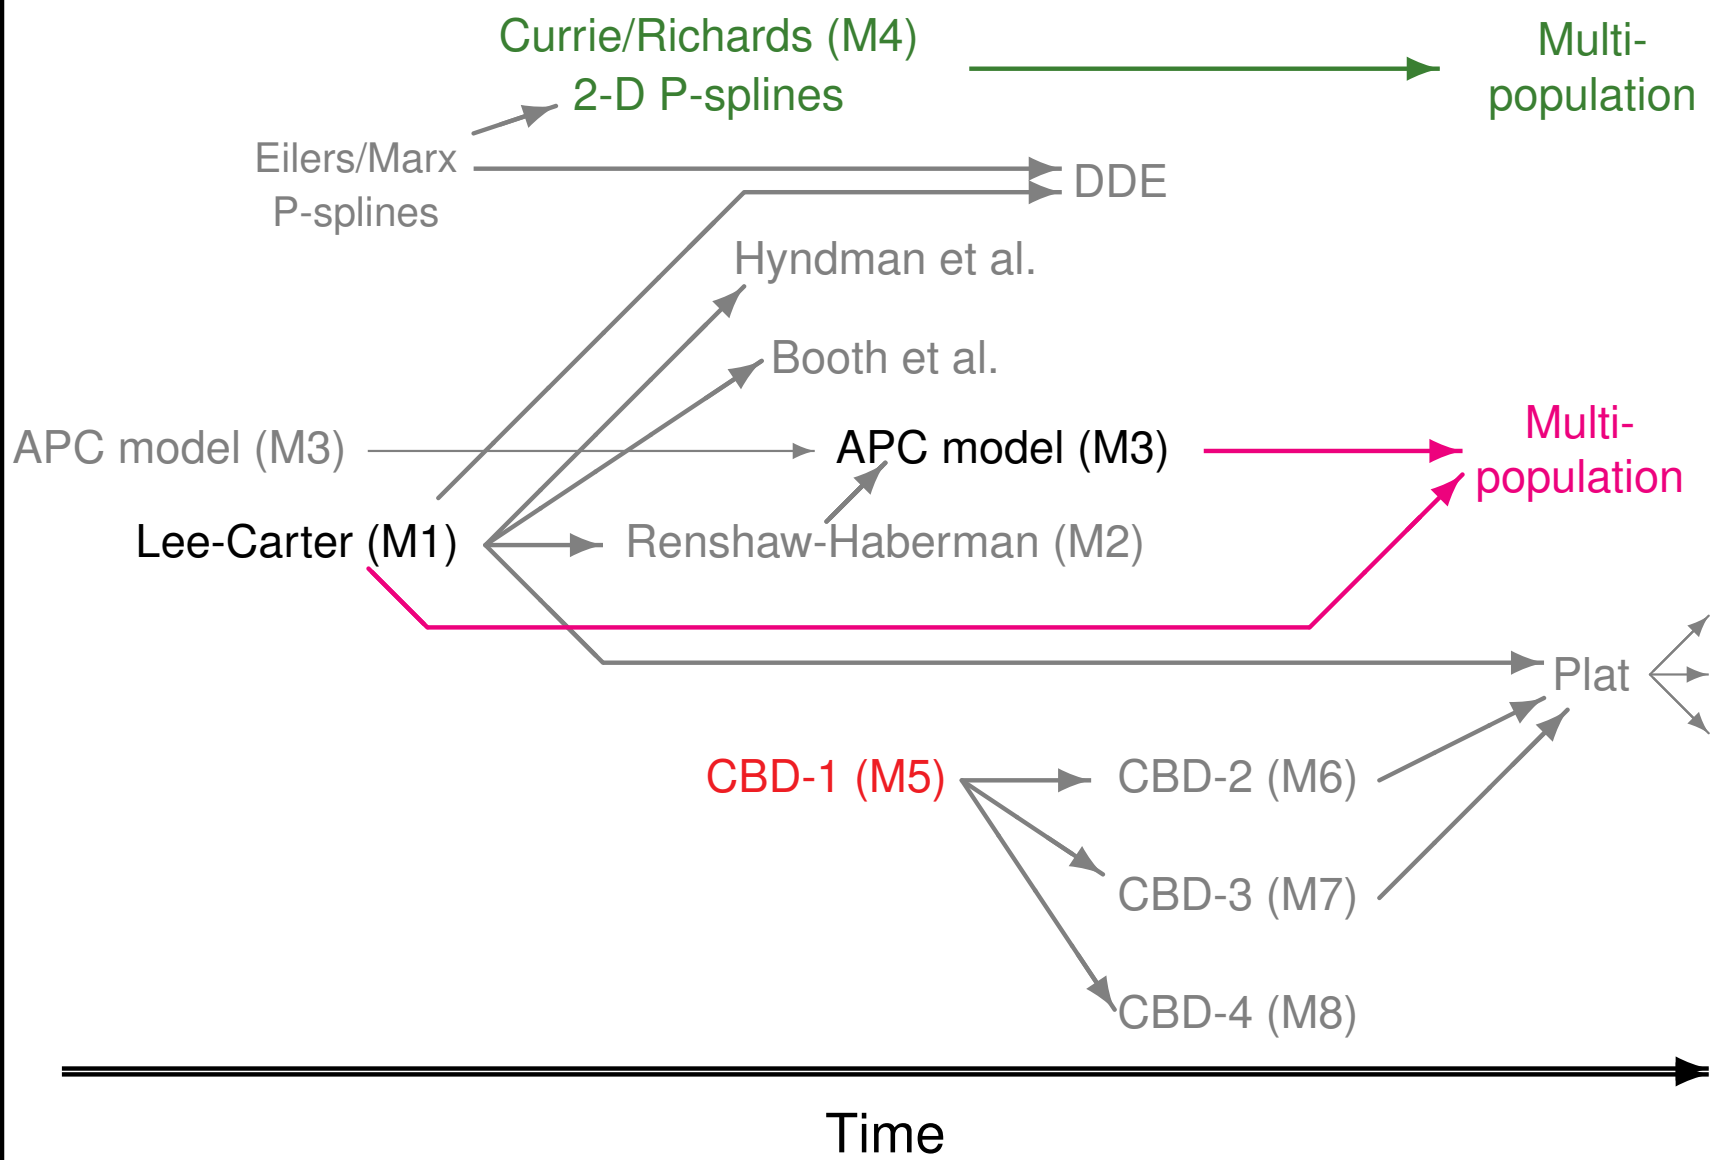 Currie/Richards (M4)
2-D P-splines
Multi-
population
Eilers/Marx
P-splines
DDE
Hyndman et al.
Booth et al.
APC model (M3)
APC model (M3)
Multi-
population
Lee-Carter (M1)
Renshaw-Haberman (M2)
Plat
CBD-1 (M5)
CBD-2 (M6)
CBD-3 (M7)
CBD-4 (M8)
Time